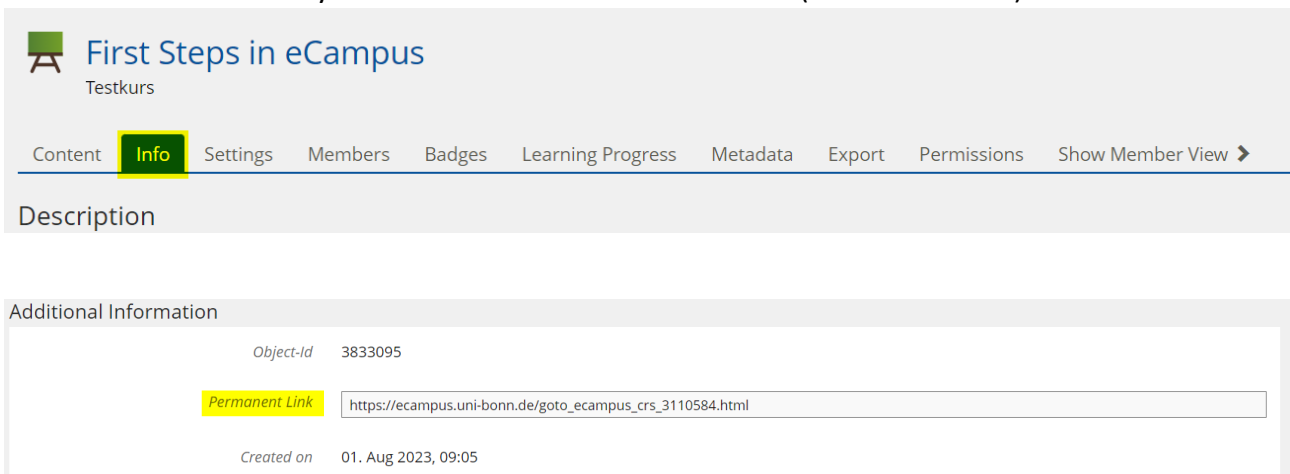 First Steps in eCampus
Testkurs
Content Info Settings Members Badges Learning Progress Metadata Export Permissions Show Member View
Description
Additional Information
Object-Id 3833095
Permanent Link https://ecampus.uni-bonn.de/goto_ecampus_crs_3110584.html
Created on 01. Aug 2023, 09:05